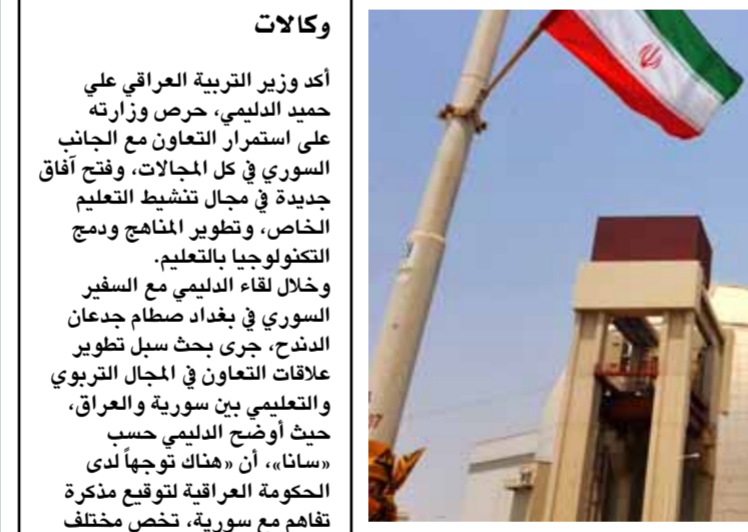 وكالات
أكد وزير التربية العراقي علي
حميد الدليمي، حرص وزارته
على استمرار التعاون مع الجانب
السوري في كل المجالات، وفتح آفاق
جديدة في مجال تنشيط التعليم
الخاص، وتطوير المناهج ودمج
التكنولوجيا بالتعليم.
وخلال لقاء الدليمي مع السفير
السوري في بغداد صطام جدعان
الدندح، جرى بحث سبل تطوير
علاقات التعاون في المجال التربوي
والتعليمي بين سورية والعراق،
حيث أوضح الدليمي حسب
«سانا»، أن «هناك توجهاً لدى
الحكومة العراقية لتوقيع مذكرة
تفاهم مع سورية، تخص مختلف